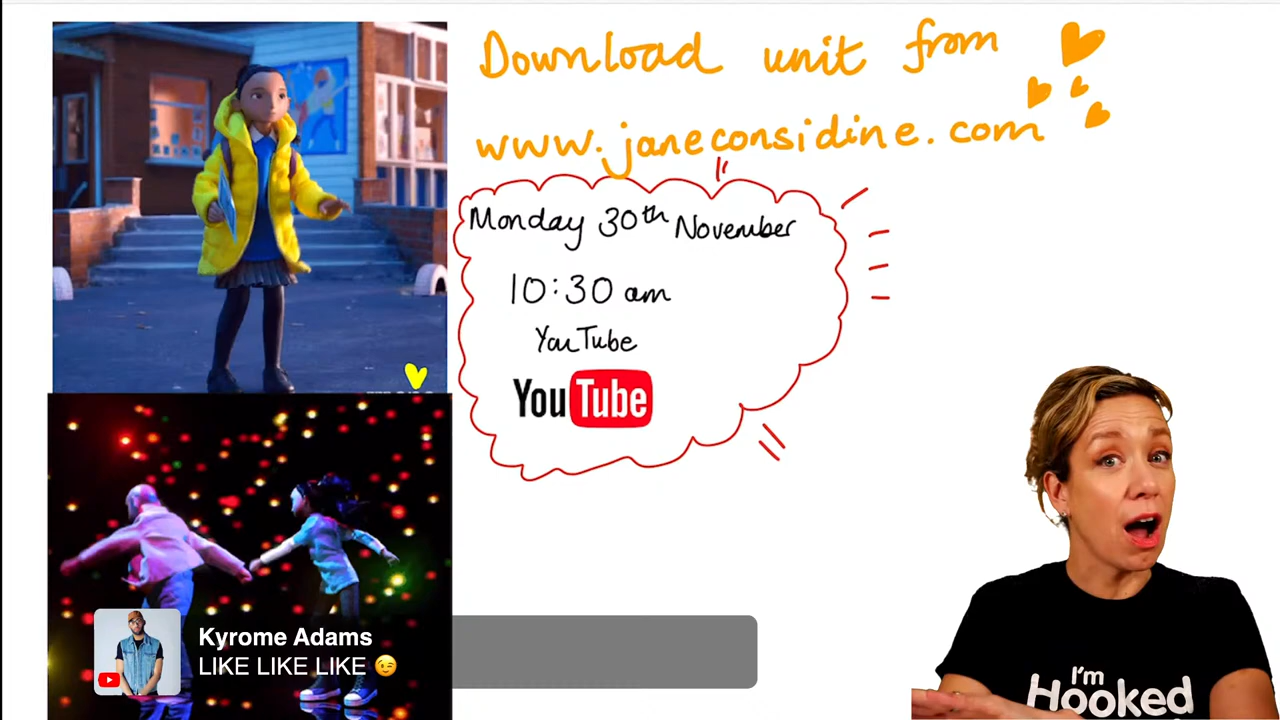 Download unit from
www.janeconsidine.com
Monday 30th November
10:30 am
YouTube
YouTube
Kyrome Adams
LIKE LIKE LIKE 😉
I'm
Hooked